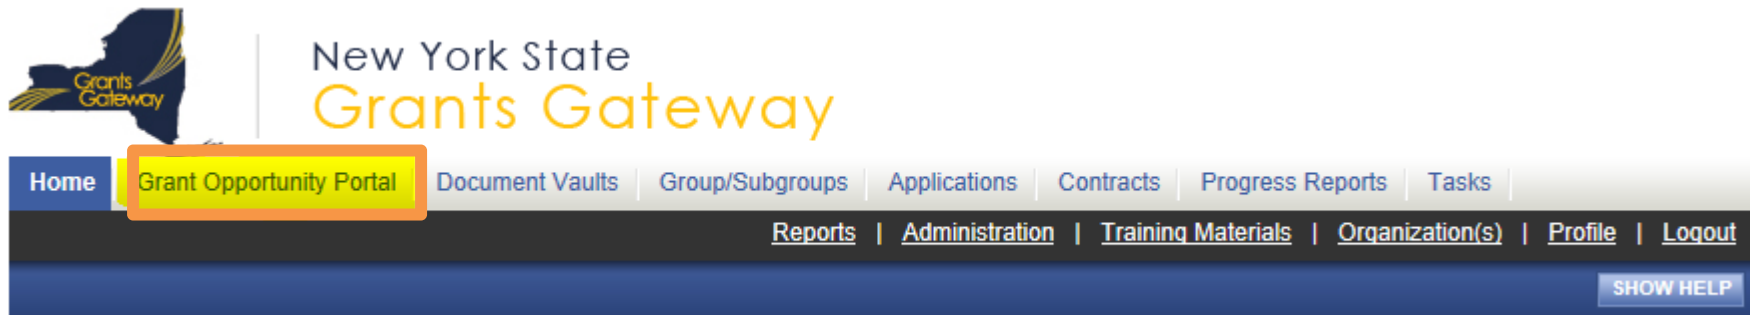 Grants
Gateway
New York State
Grants Gateway
Home Grant Opportunity Portal Document Vaults Group/Subgroups Applications Contracts Progress Reports Tasks
Reports | Administration | Training Materials | Organization(s) | Profile | Logout
SHOW HELP